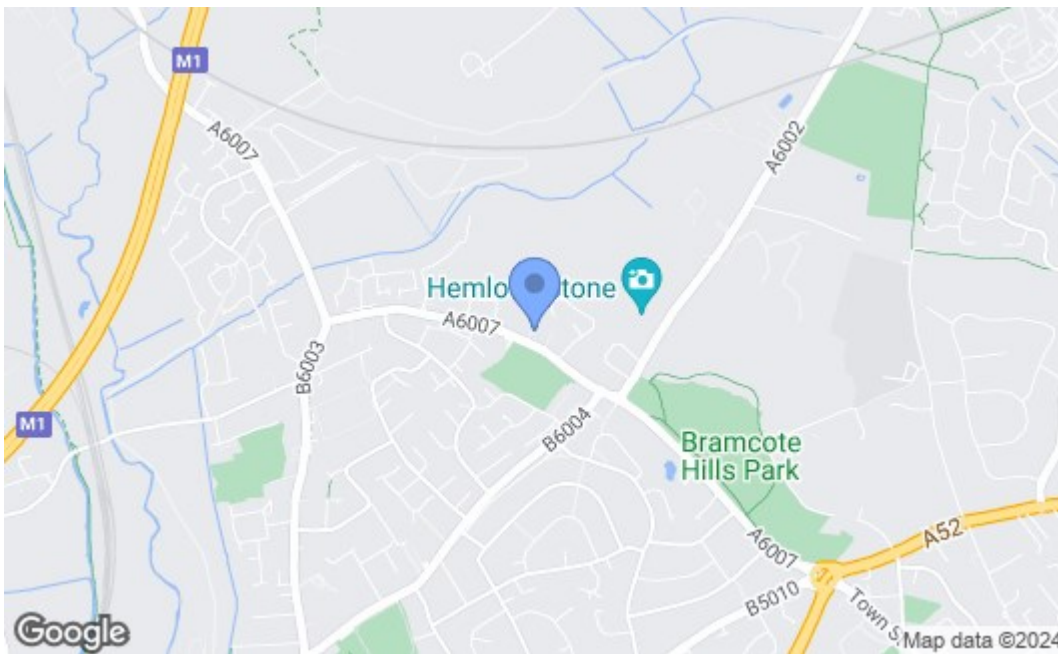 M1
A6007
A6002
Hemlo tone
A6007
B6003
B6004
M1
Bramcote
Hills Park
A6007
A52
B5010
Town S
Google
Map data ©2024